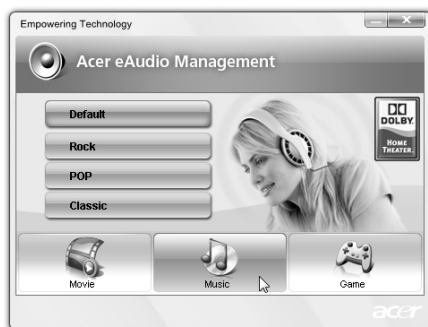 Empowering Technology
Acer eAudio Management
Default
Rock
POP
Classic
DOLBY
HOME
THEATER
Movie
Music
Game
acer